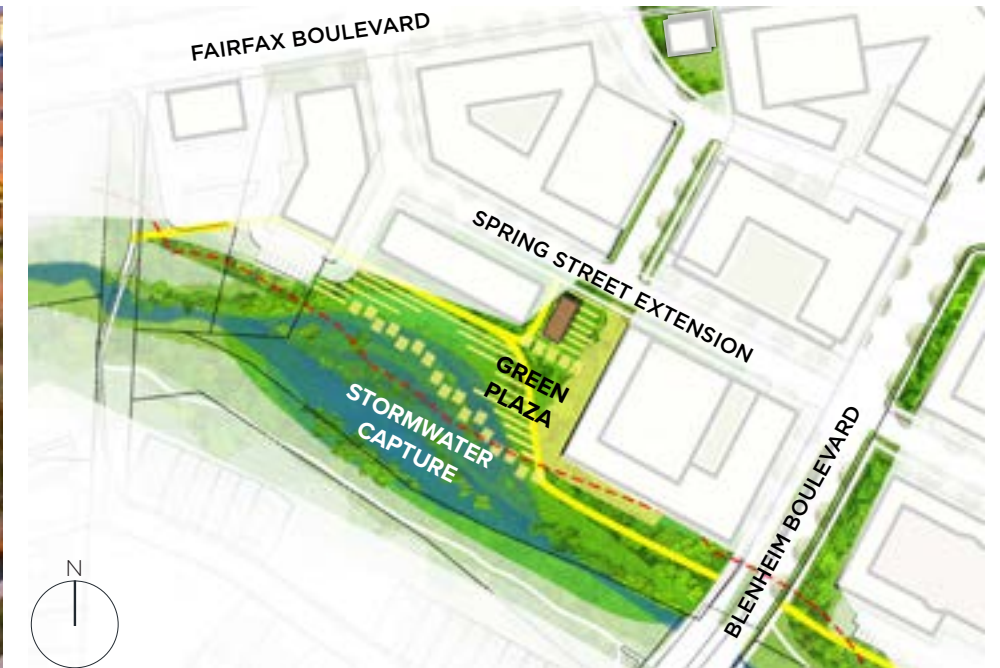 FAIRFAX BOULEVARD
SPRING STREET EXTENSION
GREEN
PLAZA
STORMWATER
CAPTURE
BLENHEIM BOULEVARD
N